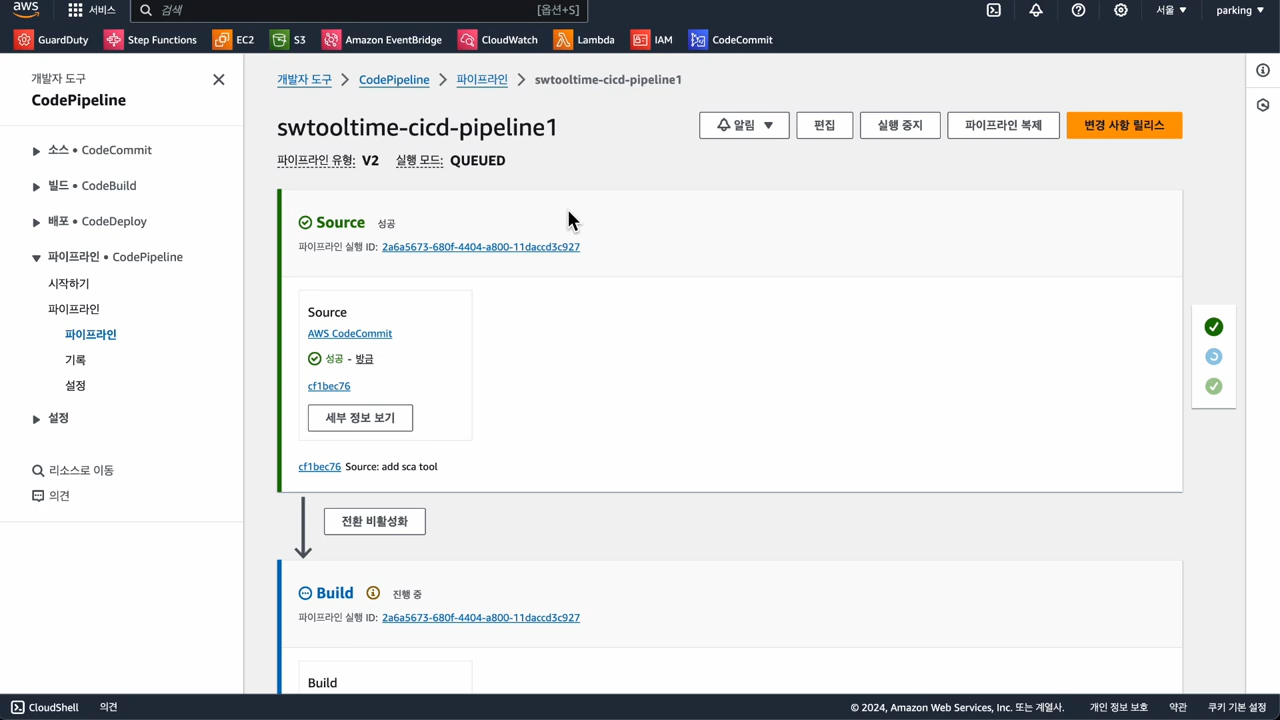 aws
서비스
검색
[옵션+S]
서울 ▼
parking ▼
GuardDuty
Step Functions
EC2
S3
Amazon EventBridge
CloudWatch
Lambda
IAM
CodeCommit
개발자 도구
CodePipeline
소스 • CodeCommit
빌드 • CodeBuild
배포 • CodeDeploy
파이프라인 • CodePipeline
시작하기
파이프라인
파이프라인
기록
설정
설정
리소스로 이동
의견
개발자 도구 > CodePipeline > 파이프라인 > swtooltime-cicd-pipeline1
swtooltime-cicd-pipeline1
알림 ▼
편집
실행 중지
파이프라인 복제
변경 사항 릴리스
파이프라인 유형: V2 실행 모드: QUEUED
Source 성공
파이프라인 실행 ID: 2a6a5673-680f-4404-a800-11daccd3c927
Source
AWS CodeCommit
성공 - 방금
cf1bec76
세부 정보 보기
cf1bec76 Source: add sca tool
전환 비활성화
Build 진행 중
파이프라인 실행 ID: 2a6a5673-680f-4404-a800-11daccd3c927
Build
CloudShell
의견
© 2024, Amazon Web Services, Inc. 또는 계열사.
개인 정보 보호
약관
쿠키 기본 설정